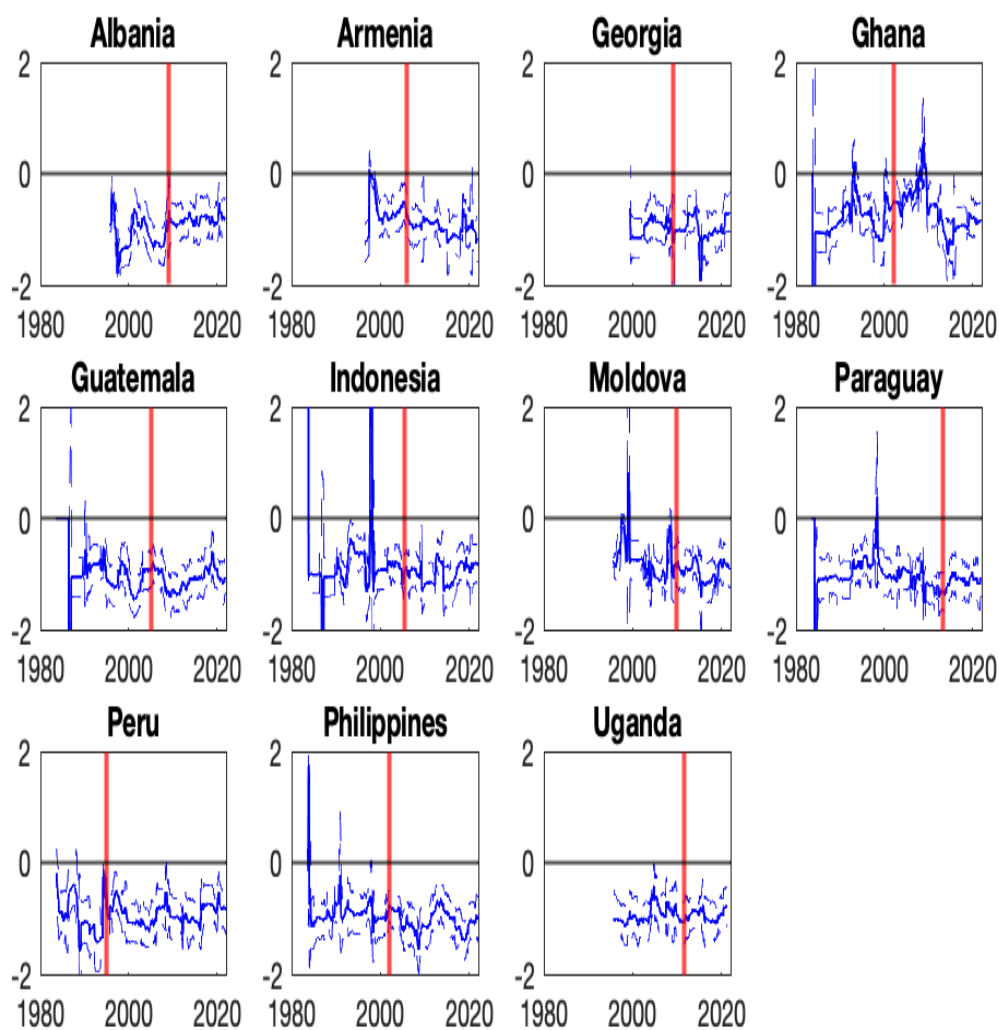 Albania Armenia Georgia Ghana
2 2 2 2
0 0 0 0
-2 -2 -2 -2
1980 2000 2020 1980 2000 2020 1980 2000 2020 1980 2000 2020
Guatemala Indonesia Moldova Paraguay
2 2 2 2
0 0 0 0
-2 -2 -2 -2
1980 2000 2020 1980 2000 2020 1980 2000 2020 1980 2000 2020
Peru Philippines Uganda
2 2 2
0 0 0
-2 -2 -2
1980 2000 2020 1980 2000 2020 1980 2000 2020